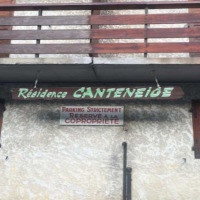 Résidence CANTENEIGE
PARKING STRICTEMENT
RESERVE A LA
COPROPRIETE